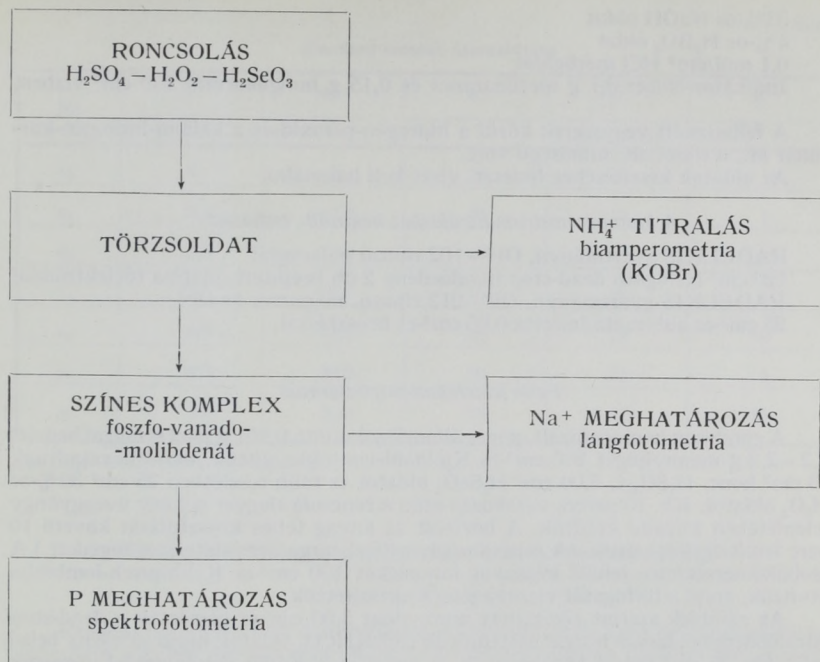 RONCSOLÁS
H₂SO₄–H₂O₂–H₂SeO₃
TÖRZSOLDAT
NH₄⁺ TITRÁLÁS
biamperometria
(KOBr)
SZÍNES KOMPLEX
foszfo-vanado-
-molibdenát
Na⁺ MEGHATÁROZÁS
lángfotometria
P MEGHATÁROZÁS
spektrofotometria